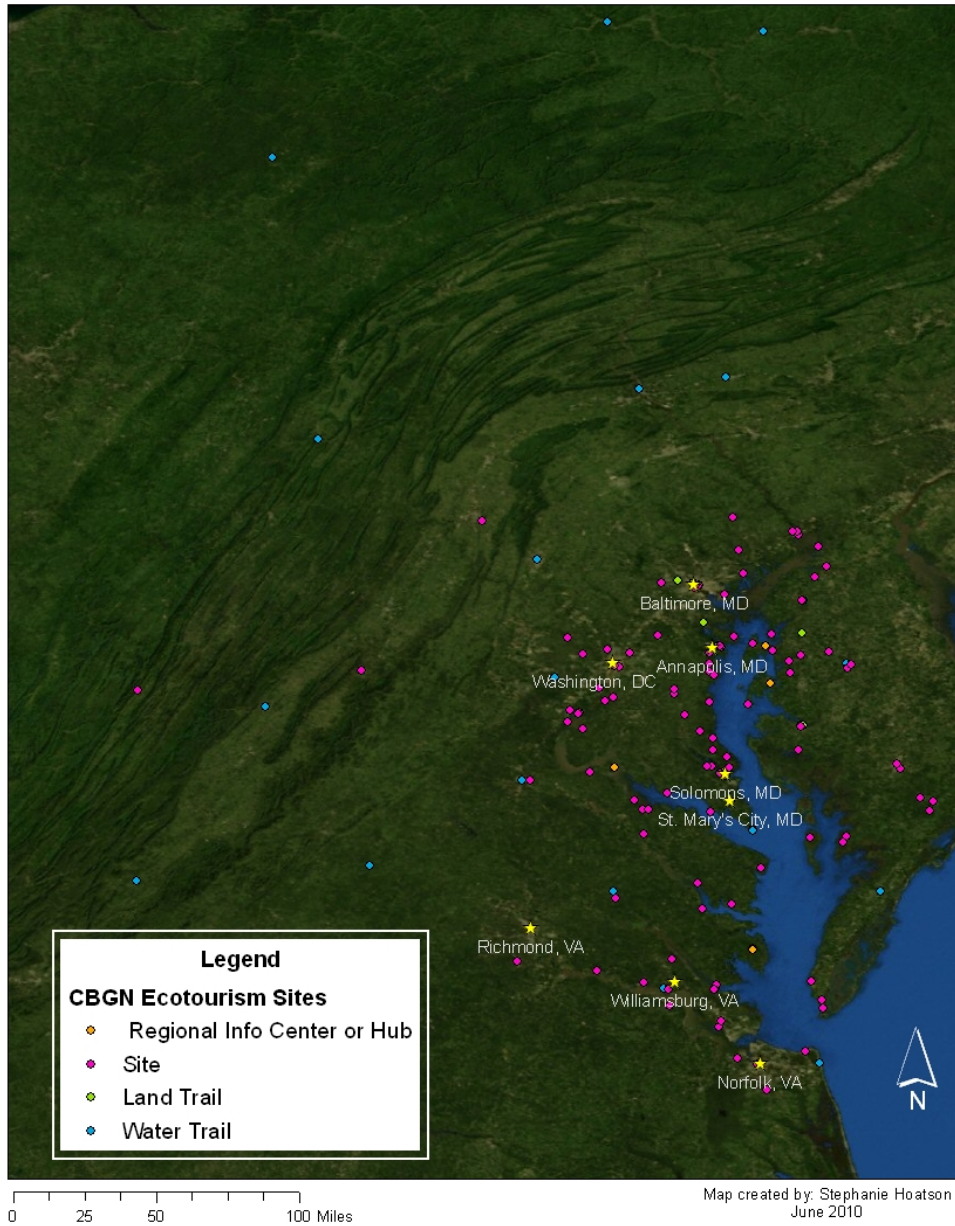 Baltimore, MD
Annapolis, MD
Washington, DC
Solomons, MD
St. Mary's City, MD
Richmond, VA
Williamsburg, VA
Norfolk, VA
Legend
CBGN Ecotourism Sites
Regional Info Center or Hub
Site
Land Trail
Water Trail
N
0 25 50 100 Miles
Map created by: Stephanie Hoatson
June 2010